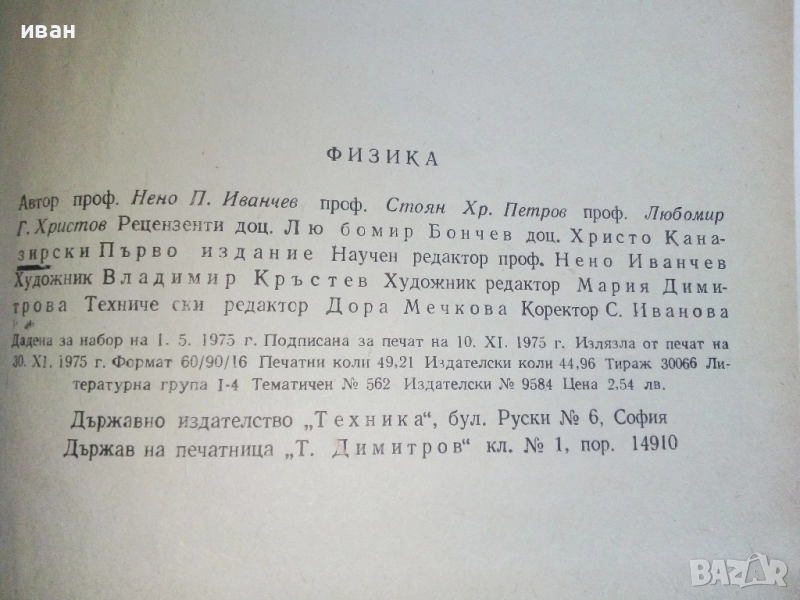 иван
ФИЗИКА
Автор проф. Нено П. Иванчев проф. Стоян Хр. Петров проф. Любомир
Г. Христов Рецензенти доц. Лю бомир Бончев доц. Христо Кана-
зирски Първо издание Научен редактор проф. Нено Иванчев
Художник Владимир Кръстев Художник редактор Мария Дими-
трова Техниче ски редактор Дора Мечкова Коректор С. Иванова
Дадена за набор на 1. 5. 1975 г. Подписана за печат на 10. XI. 1975 г. Излязла от печат на
30. XI. 1975 г. Формат 60/90/16 Печатни коли 49,21 Издателски коли 44,96 Тираж 30066 Ли-
тературна група I-4 Тематичен № 562 Издателски № 9584 Цена 2,54 лв.
Държавно издателство „Техника“, бул. Руски № 6, София
Държав на печатница „Т. Димитров“ кл. № 1, пор. 14910
BAZAR